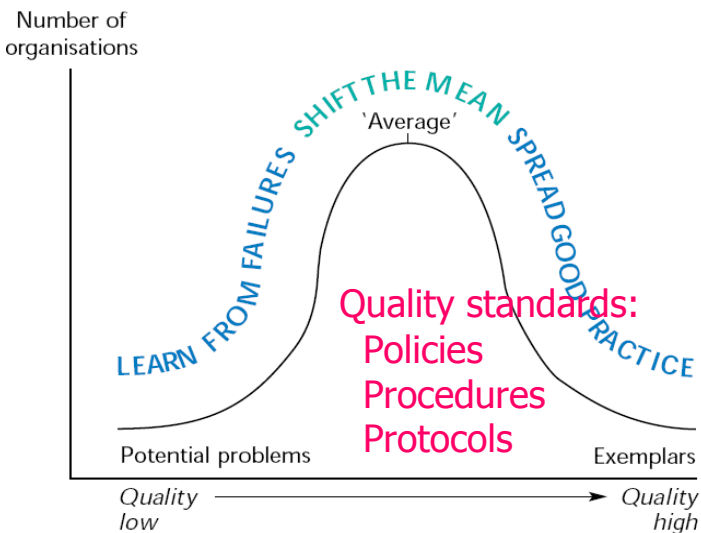 Number of
organisations
LEARN FROM FAILURES SHIFT THE MEAN SPREAD GOOD PRACTICE
'Average'
Quality standards:
Policies
Procedures
Protocols
Potential problems
Exemplars
Quality
low
Quality
high